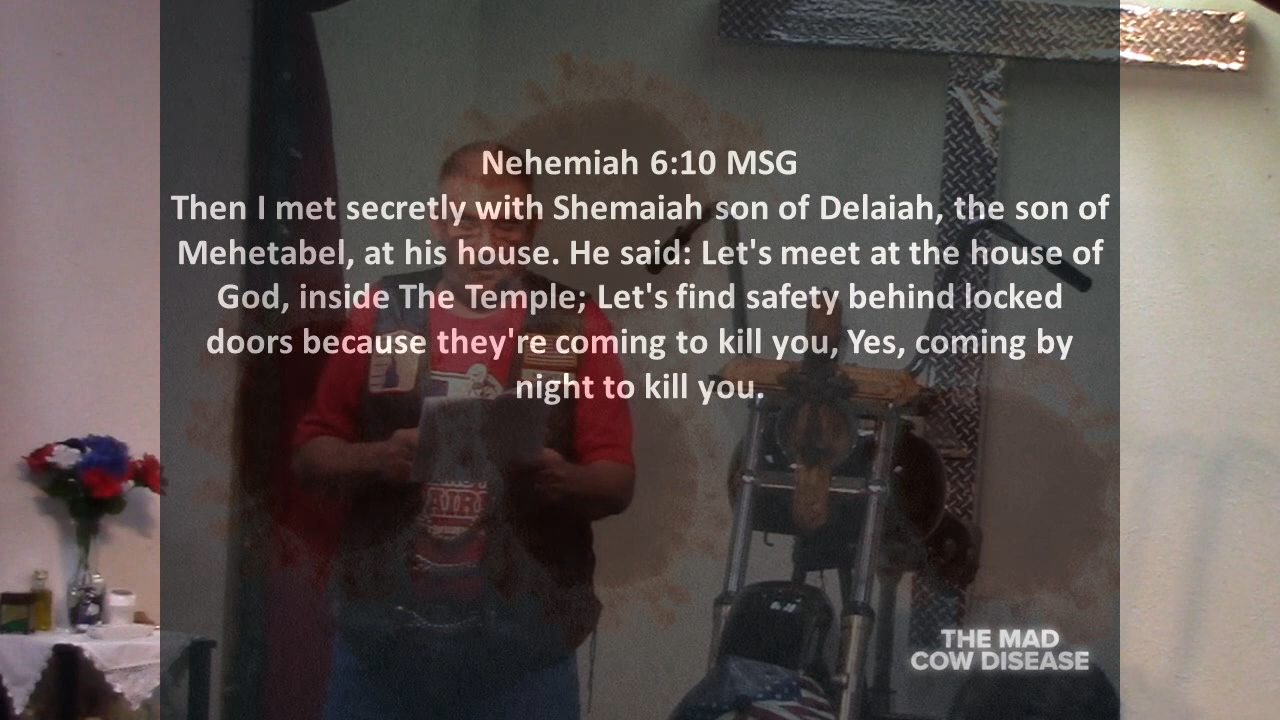 Nehemiah 6:10 MSG
Then I met secretly with Shemaiah son of Delaiah, the son of
Mehetabel, at his house. He said: Let's meet at the house of
God, inside The Temple; Let's find safety behind locked
doors because they're coming to kill you, Yes, coming by
night to kill you.
THE MAD
COW DISEASE